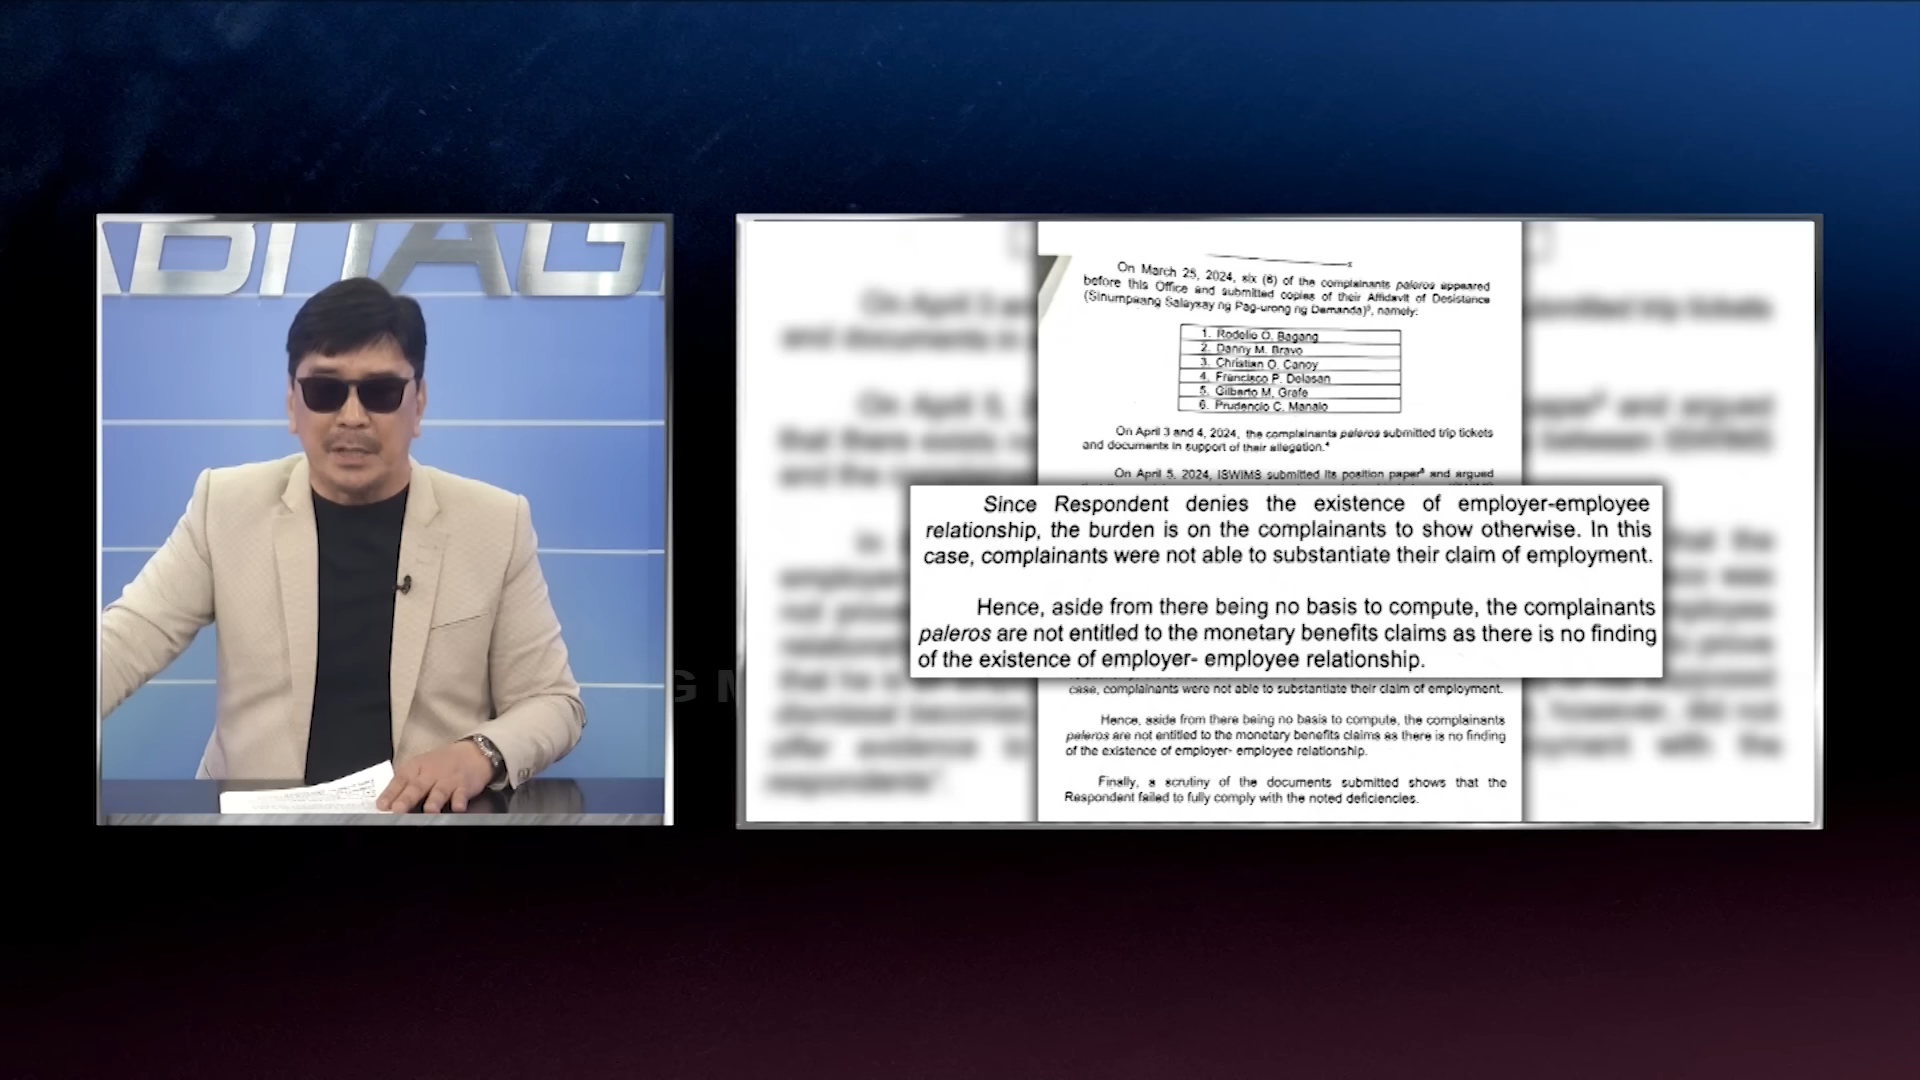 BITAG
On March 25, 2024, six (6) of the complainants paleros appeared
before this Office and submitted copies of their Affidavit of Desistance
(Sinumpaang Salaysay ng Pag-urong ng Demanda)⁵, namely:
1. Rodolio O. Bagang
2. Danny M. Bravo
3. Christian O. Canoy
4. Francisco P. Delasan
5. Gilberto M. Grafe
6. Prudencio C. Manalo
On April 3 and 4, 2024, the complainants paleros submitted trip tickets
and documents in support of their allegation.⁴
On April 5, 2024, ISWIMS submitted its position paper⁵ and argued
Since Respondent denies the existence of employer-employee
relationship, the burden is on the complainants to show otherwise. In this
case, complainants were not able to substantiate their claim of employment.
Hence, aside from there being no basis to compute, the complainants
paleros are not entitled to the monetary benefits claims as there is no finding
of the existence of employer- employee relationship.
case, complainants were not able to substantiate their claim of employment.
Hence, aside from there being no basis to compute, the complainants
paleros are not entitled to the monetary benefits claims as there is no finding
of the existence of employer- employee relationship.
Finally, a scrutiny of the documents submitted shows that the
Respondent failed to fully comply with the noted deficiencies.